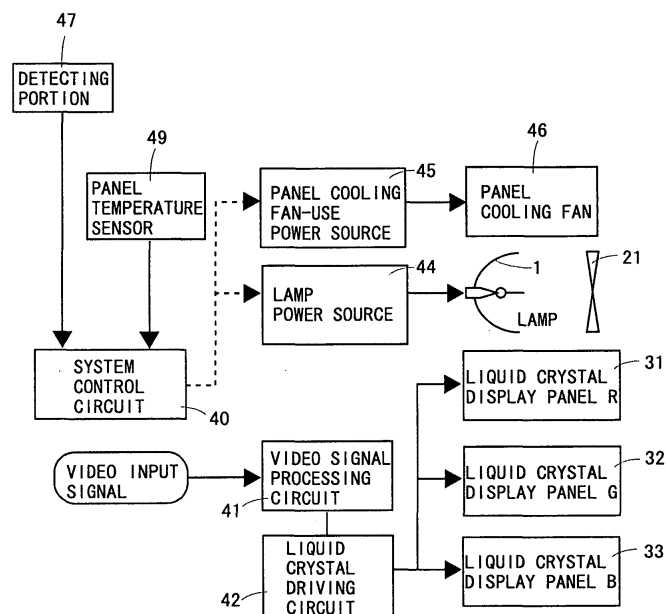 47
DETECTING
PORTION
49
PANEL
TEMPERATURE
SENSOR
45
PANEL COOLING
FAN-USE
POWER SOURCE
46
PANEL
COOLING FAN
44
LAMP
POWER SOURCE
1
LAMP
21
SYSTEM
CONTROL
CIRCUIT
40
31
LIQUID CRYSTAL
DISPLAY PANEL R
VIDEO INPUT
SIGNAL
VIDEO SIGNAL
PROCESSING
CIRCUIT
41
32
LIQUID CRYSTAL
DISPLAY PANEL G
LIQUID
CRYSTAL
DRIVING
CIRCUIT
42
33
LIQUID CRYSTAL
DISPLAY PANEL B